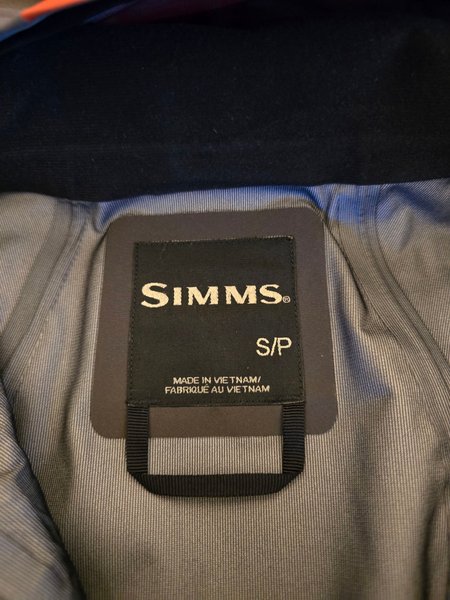 SIMMS®
S/P
MADE IN VIETNAM/
FABRIQUÉ AU VIETNAM